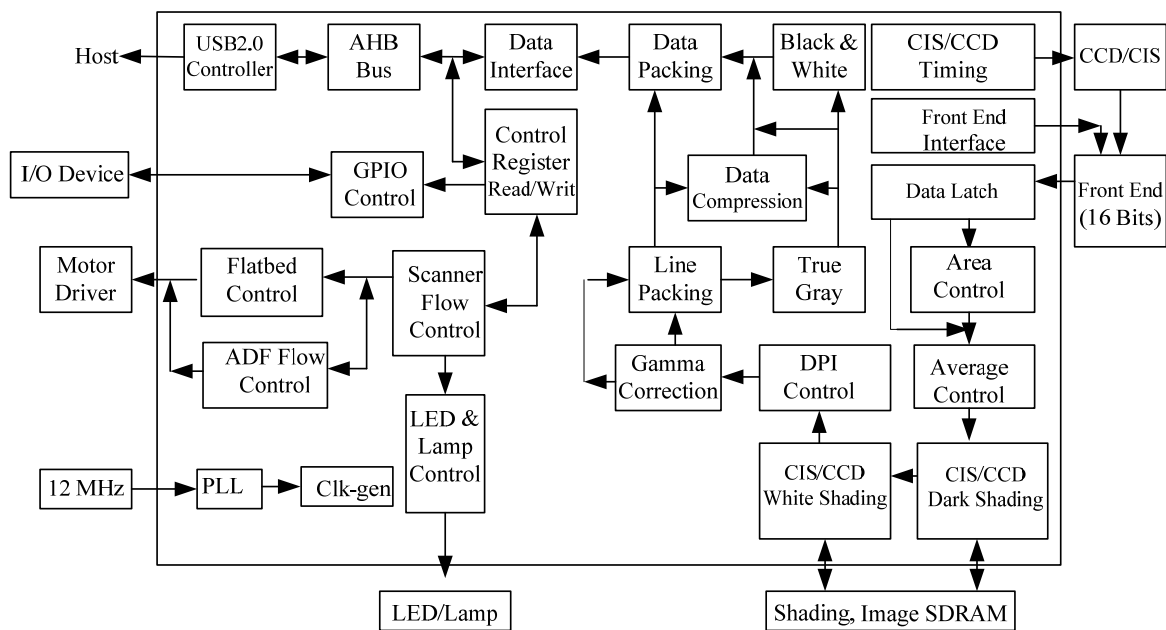 Host
USB2.0
Controller
AHB
Bus
Data
Interface
Data
Packing
Black &
White
CIS/CCD
Timing
CCD/CIS
Front End
Interface
Control
Register
Read/Writ
I/O Device
GPIO
Control
Data
Compression
Data Latch
Front End
(16 Bits)
Motor
Driver
Flatbed
Control
Scanner
Flow
Control
Line
Packing
True
Gray
Area
Control
ADF Flow
Control
Gamma
Correction
DPI
Control
Average
Control
LED &
Lamp
Control
12 MHz
PLL
Clk-gen
CIS/CCD
White Shading
CIS/CCD
Dark Shading
LED/Lamp
Shading, Image SDRAM